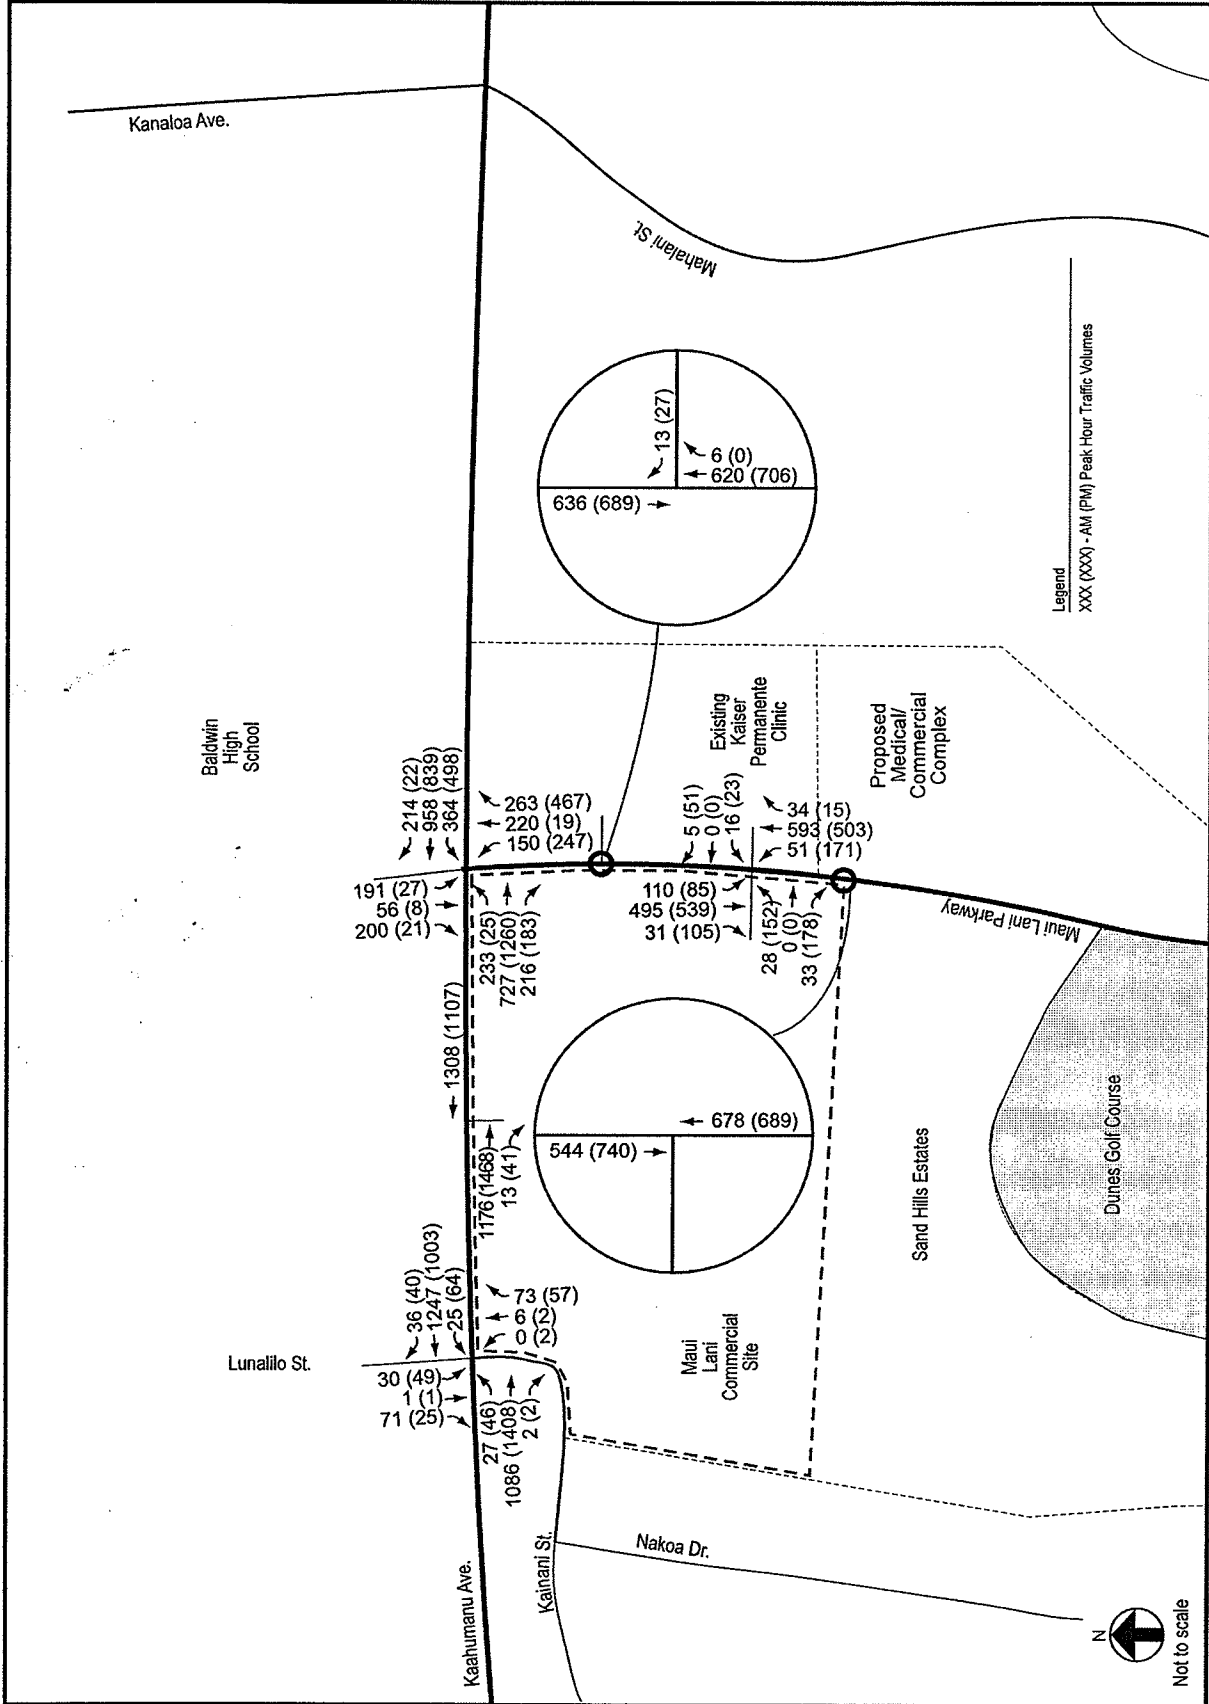 Kanaloa Ave.
Mahalani St.
13 (27)
6 (0)
620 (706)
636 (689)
Legend
XXX (XXX) - AM (PM) Peak Hour Traffic Volumes
Baldwin
High
School
Existing
Kaiser
Permanente
Clinic
Proposed
Medical/
Commercial
Complex
214 (22)
958 (839)
364 (498)
263 (467)
220 (19)
150 (247)
191 (27)
56 (8)
200 (21)
233 (25)
727 (1260)
216 (183)
5 (51)
0 (0)
16 (23)
34 (15)
593 (503)
51 (171)
110 (85)
495 (539)
31 (105)
28 (152)
0 (0)
33 (178)
Maui Lani Parkway
1308 (1107)
1176 (1468)
13 (41)
678 (689)
544 (740)
Sand Hills Estates
Dunes Golf Course
36 (40)
1247 (1003)
25 (64)
73 (57)
6 (2)
0 (2)
Lunalilo St.
30 (49)
1 (1)
71 (25)
27 (46)
1086 (1408)
2 (2)
Maui
Lani
Commercial
Site
Kaahumanu Ave.
Kainani St.
Nakoa Dr.
N
Not to scale